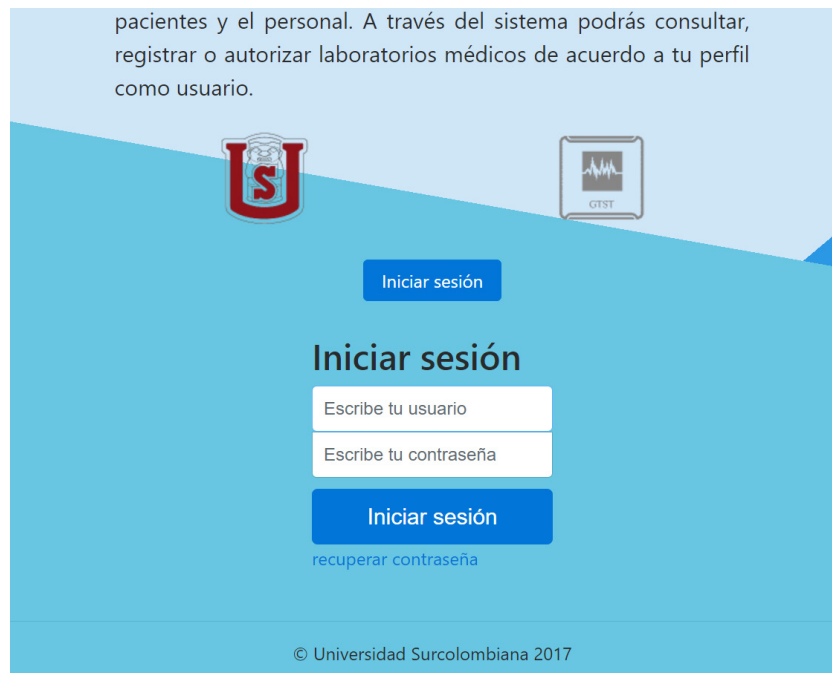 pacientes y el personal. A través del sistema podrás consultar,
registrar o autorizar laboratorios médicos de acuerdo a tu perfil
como usuario.
US
GTST
Iniciar sesión
Iniciar sesión
Escribe tu usuario
Escribe tu contraseña
Iniciar sesión
recuperar contraseña
© Universidad Surcolombiana 2017